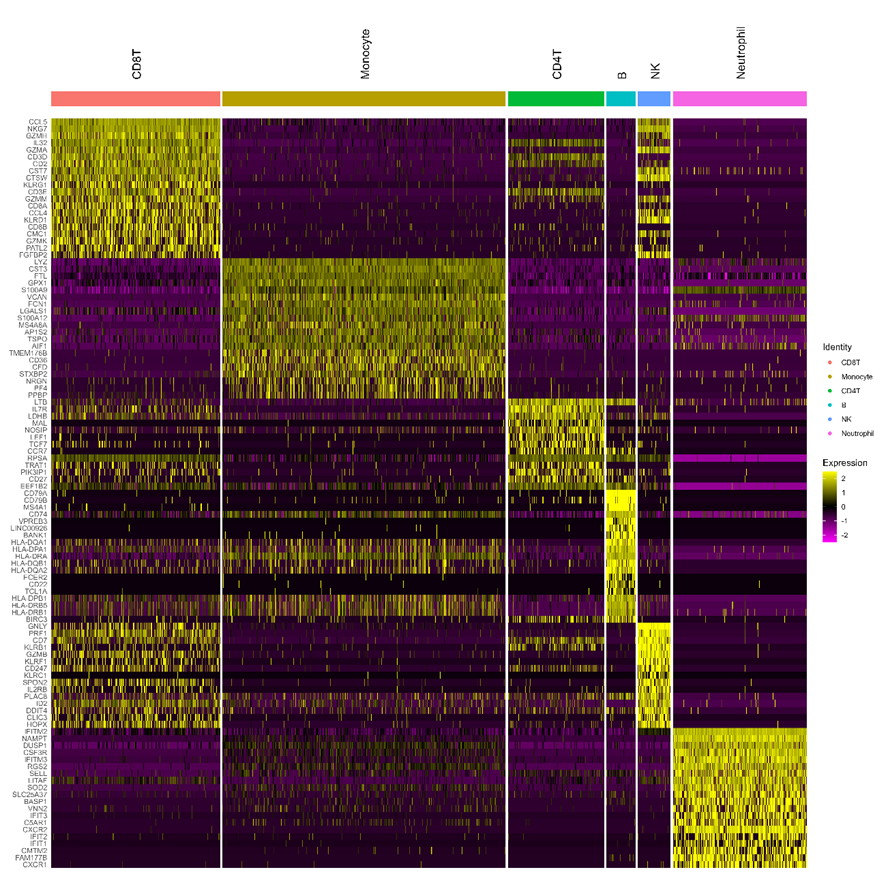 CD8T
Monocyte
CD4T
B
NK
Neutrophil
CCL5
NKG7
GZMH
IL32
GZMA
CD3D
CD2
CST7
CTSW
KLRG1
CD3E
GZMM
CD8A
CCL4
KLRD1
CD8B
CMC1
GZMK
PATL2
FGFBP2
LYZ
CST3
FTL
GPX1
S100A9
VCAN
FCN1
LGALS1
S100A12
MS4A6A
AP1S2
TSPO
AIF1
TMEM176B
CD36
CFD
STXBP2
NRGN
PF4
PPBP
LTB
IL7R
LDHB
MAL
NOSIP
LEF1
TCF7
CCR7
RPSA
TRAT1
PIK3IP1
CD27
EEF1B2
CD79A
CD79B
MS4A1
CD74
VPREB3
LINC00926
BANK1
HLA-DQA1
HLA-DPA1
HLA-DRA
HLA-DQB1
HLA-DQA2
FCER2
CD22
TCL1A
HLA-DPB1
HLA-DRB5
HLA-DRB1
BIRC3
GNLY
PRF1
CD7
KLRB1
GZMB
KLRF1
CD247
KLRC1
SPON2
IL2RB
PLAC8
ID2
DDIT4
CLIC3
HOPX
IFITM2
NAMPT
DUSP1
CSF3R
IFITM3
RGS2
SELL
LITAF
SOD2
SLC25A37
BASP1
VNN2
IFIT3
C5AR1
CXCR2
IFIT2
IFIT1
CMTM2
FAM177B
CXCR1
Identity
CD8T
Monocyte
CD4T
B
NK
Neutrophil
Expression
2
1
0
-1
-2